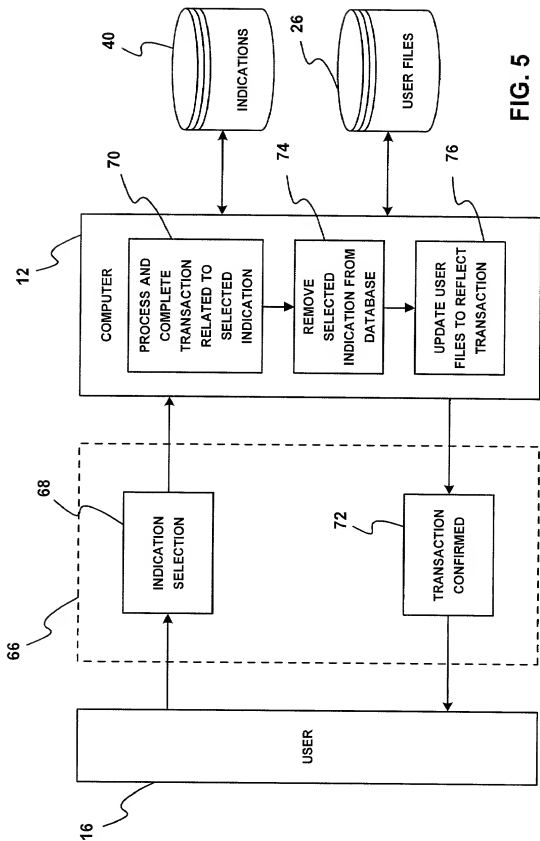 16
USER
66
68
INDICATION
SELECTION
72
TRANSACTION
CONFIRMED
12
COMPUTER
70
PROCESS AND
COMPLETE
TRANSACTION
RELATED TO
SELECTED
INDICATION
74
REMOVE
SELECTED
INDICATION FROM
DATABASE
76
UPDATE USER
FILES TO REFLECT
TRANSACTION
40
INDICATIONS
26
USER FILES
FIG. 5